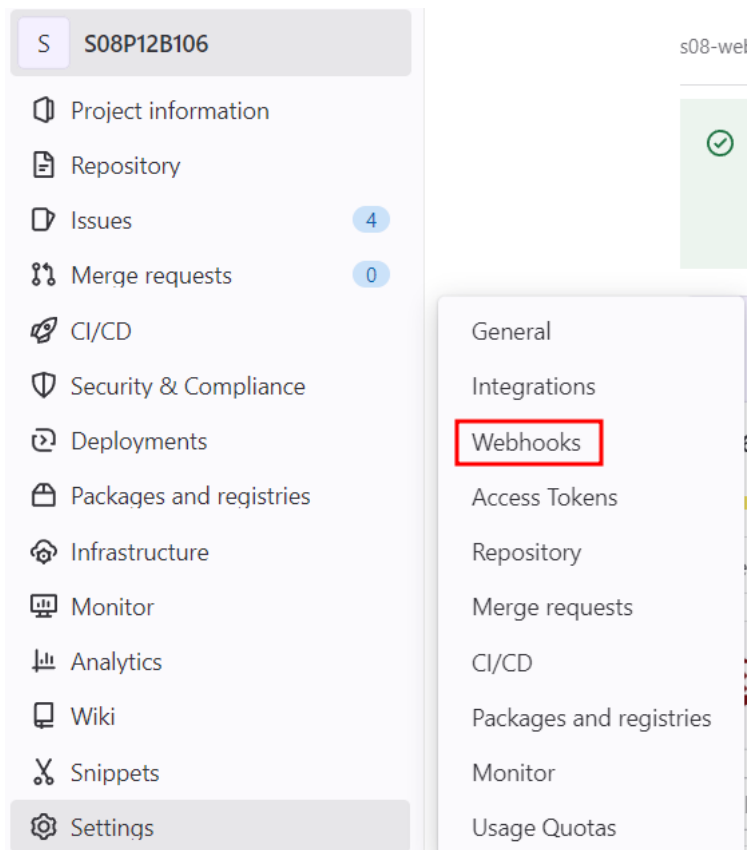 S S08P12B106
Project information
Repository
Issues 4
Merge requests 0
CI/CD
Security & Compliance
Deployments
Packages and registries
Infrastructure
Monitor
Analytics
Wiki
Snippets
Settings
s08-web
General
Integrations
Webhooks
Access Tokens
Repository
Merge requests
CI/CD
Packages and registries
Monitor
Usage Quotas